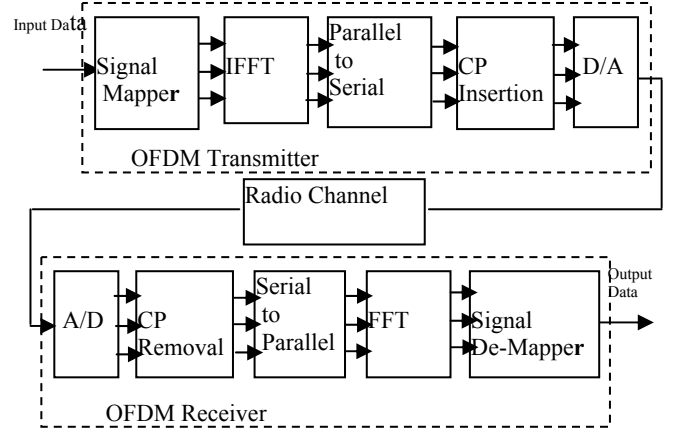 Input Data
Signal
Mapper
IFFT
Parallel
to
Serial
CP
Insertion
D/A
OFDM Transmitter
Radio Channel
A/D
CP
Removal
Serial
to
Parallel
FFT
Signal
De-Mapper
Output
Data
OFDM Receiver